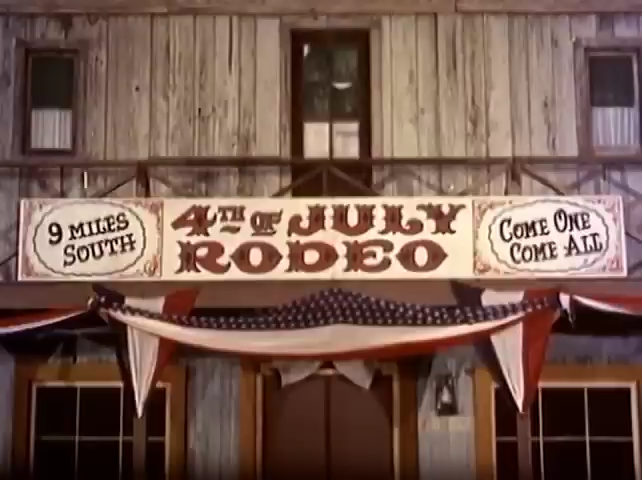 9 MILES
SOUTH
4TH OF JULY
RODEO
COME ONE
COME ALL